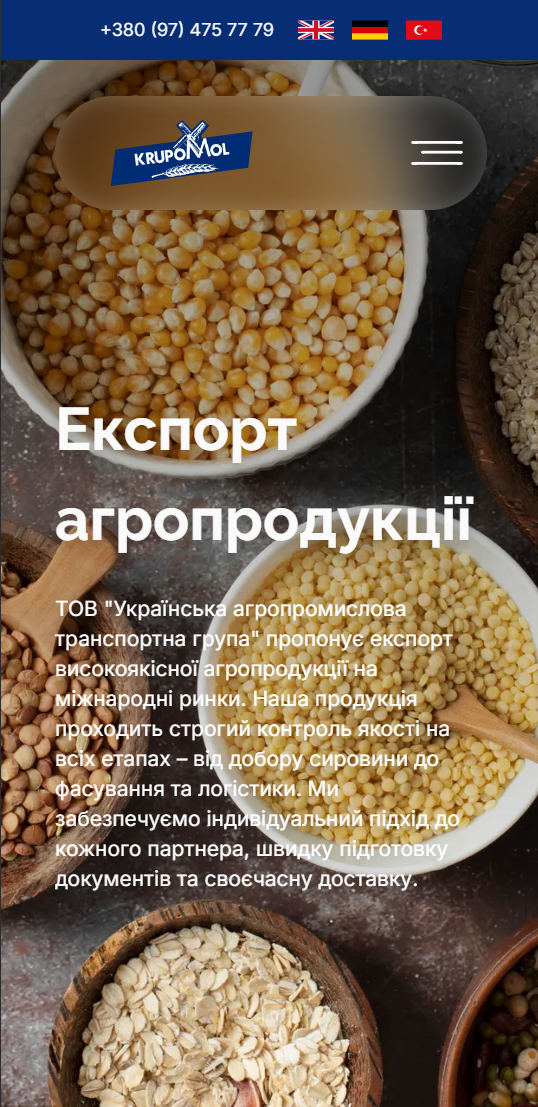 +380 (97) 475 77 79
KRUPOMOL
Експорт
агропродукції
ТОВ "Українська агропромислова
транспортна група" пропонує експорт
високоякісної агропродукції на
міжнародні ринки. Наша продукція
проходить строгий контроль якості на
всіх етапах – від добору сировини до
фасування та логістики. Ми
забезпечуємо індивідуальний підхід до
кожного партнера, швидку підготовку
документів та своєчасну доставку.